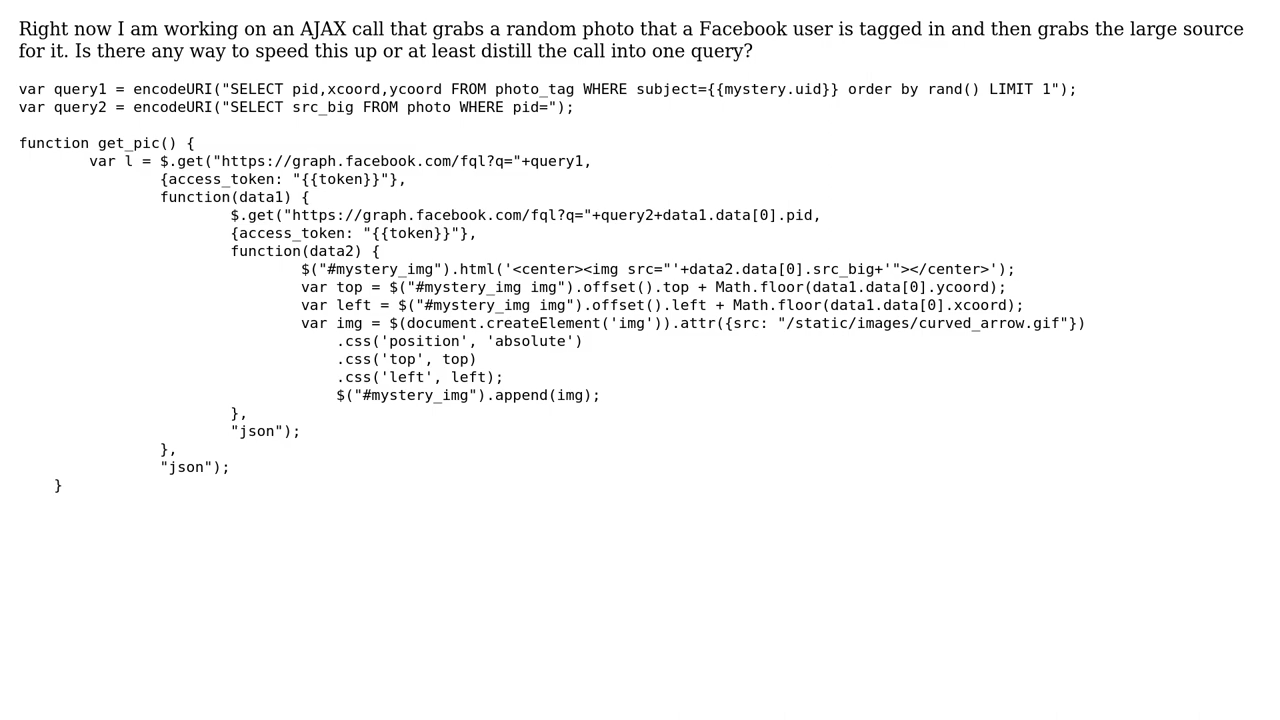 Right now I am working on an AJAX call that grabs a random photo that a Facebook user is tagged in and then grabs the large source
for it. Is there any way to speed this up or at least distill the call into one query?
var query1 = encodeURI("SELECT pid,xcoord,ycoord FROM photo_tag WHERE subject={{mystery.uid}} order by rand() LIMIT 1");
var query2 = encodeURI("SELECT src_big FROM photo WHERE pid=");
function get_pic() {
        var l = $.get("https://graph.facebook.com/fql?q="+query1,
                {access_token: "{{token}}"},
                function(data1) {
                        $.get("https://graph.facebook.com/fql?q="+query2+data1.data[0].pid,
                        {access_token: "{{token}}"},
                        function(data2) {
                                $("#mystery_img").html('<center><img src="'+data2.data[0].src_big+'"></center>');
                                var top = $("#mystery_img img").offset().top + Math.floor(data1.data[0].ycoord);
                                var left = $("#mystery_img img").offset().left + Math.floor(data1.data[0].xcoord);
                                var img = $(document.createElement('img')).attr({src: "/static/images/curved_arrow.gif"})
                                    .css('position', 'absolute')
                                    .css('top', top)
                                    .css('left', left);
                                    $("#mystery_img").append(img);
                        },
                        "json");
                },
                "json");
    }